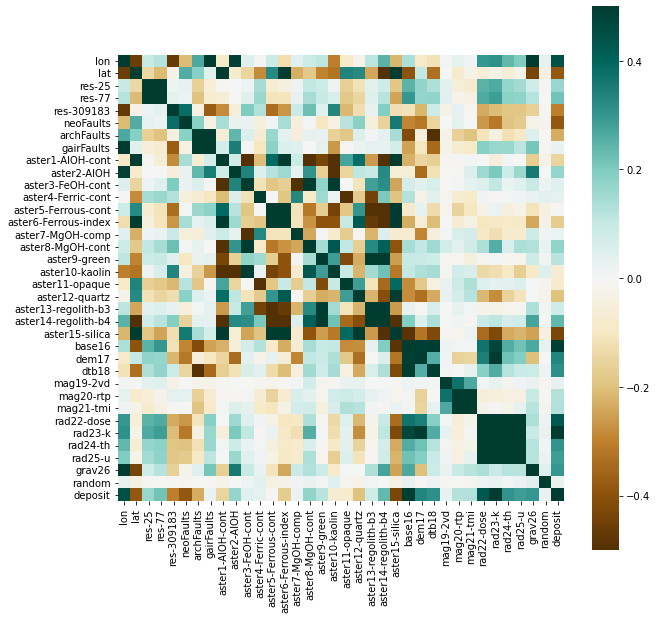 lon
lat
res-25
res-77
res-309183
neoFaults
archFaults
gairFaults
aster1-AlOH-cont
aster2-AlOH
aster3-FeOH-cont
aster4-Ferric-cont
aster5-Ferrous-cont
aster6-Ferrous-index
aster7-MgOH-comp
aster8-MgOH-cont
aster9-green
aster10-kaolin
aster11-opaque
aster12-quartz
aster13-regolith-b3
aster14-regolith-b4
aster15-silica
base16
dem17
dtb18
mag19-2vd
mag20-rtp
mag21-tmi
rad22-dose
rad23-k
rad24-th
rad25-u
grav26
random
deposit
lon
lat
res-25
res-77
res-309183
neoFaults
archFaults
gairFaults
aster1-AlOH-cont
aster2-AlOH
aster3-FeOH-cont
aster4-Ferric-cont
aster5-Ferrous-cont
aster6-Ferrous-index
aster7-MgOH-comp
aster8-MgOH-cont
aster9-green
aster10-kaolin
aster11-opaque
aster12-quartz
aster13-regolith-b3
aster14-regolith-b4
aster15-silica
base16
dem17
dtb18
mag19-2vd
mag20-rtp
mag21-tmi
rad22-dose
rad23-k
rad24-th
rad25-u
grav26
random
deposit
0.4
0.2
0.0
−0.2
−0.4